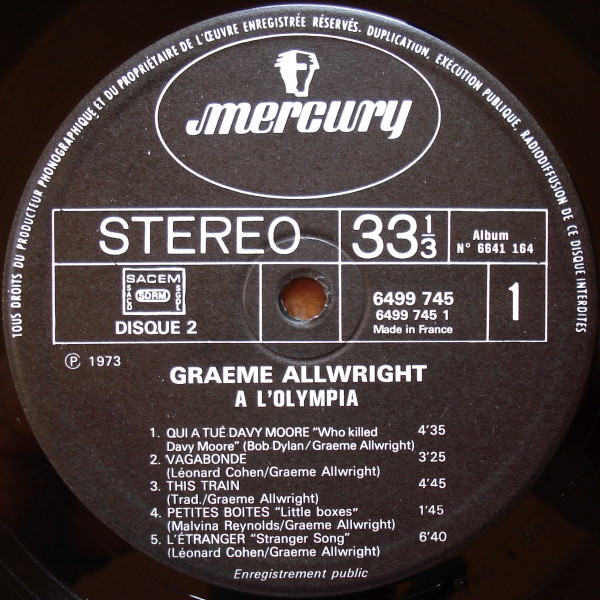 TOUS DROITS DU PRODUCTEUR PHONOGRAPHIQUE ET DU PROPRIÉTAIRE DE L'ŒUVRE ENREGISTRÉE RÉSERVÉS. DUPLICATION, EXÉCUTION PUBLIQUE, RADIODIFFUSION DE CE DISQUE INTERDITES
mercury
STEREO
33 1/3
Album
N° 6641 164
SACEM
SACD SDRM SGDL
DISQUE 2
6499 745
6499 745 1
Made in France
1
℗ 1973
GRAEME ALLWRIGHT
A L'OLYMPIA
1. QUI A TUÉ DAVY MOORE "Who killed 4'35
Davy Moore" (Bob Dylan/Graeme Allwright)
2. VAGABONDE 3'25
(Léonard Cohen/Graeme Allwright)
3. THIS TRAIN 4'45
(Trad./Graeme Allwright)
4. PETITES BOITES "Little boxes" 1'45
(Malvina Reynolds/Graeme Allwright)
5. L'ÉTRANGER "Stranger Song" 6'40
(Léonard Cohen/Graeme Allwright)
Enregistrement public